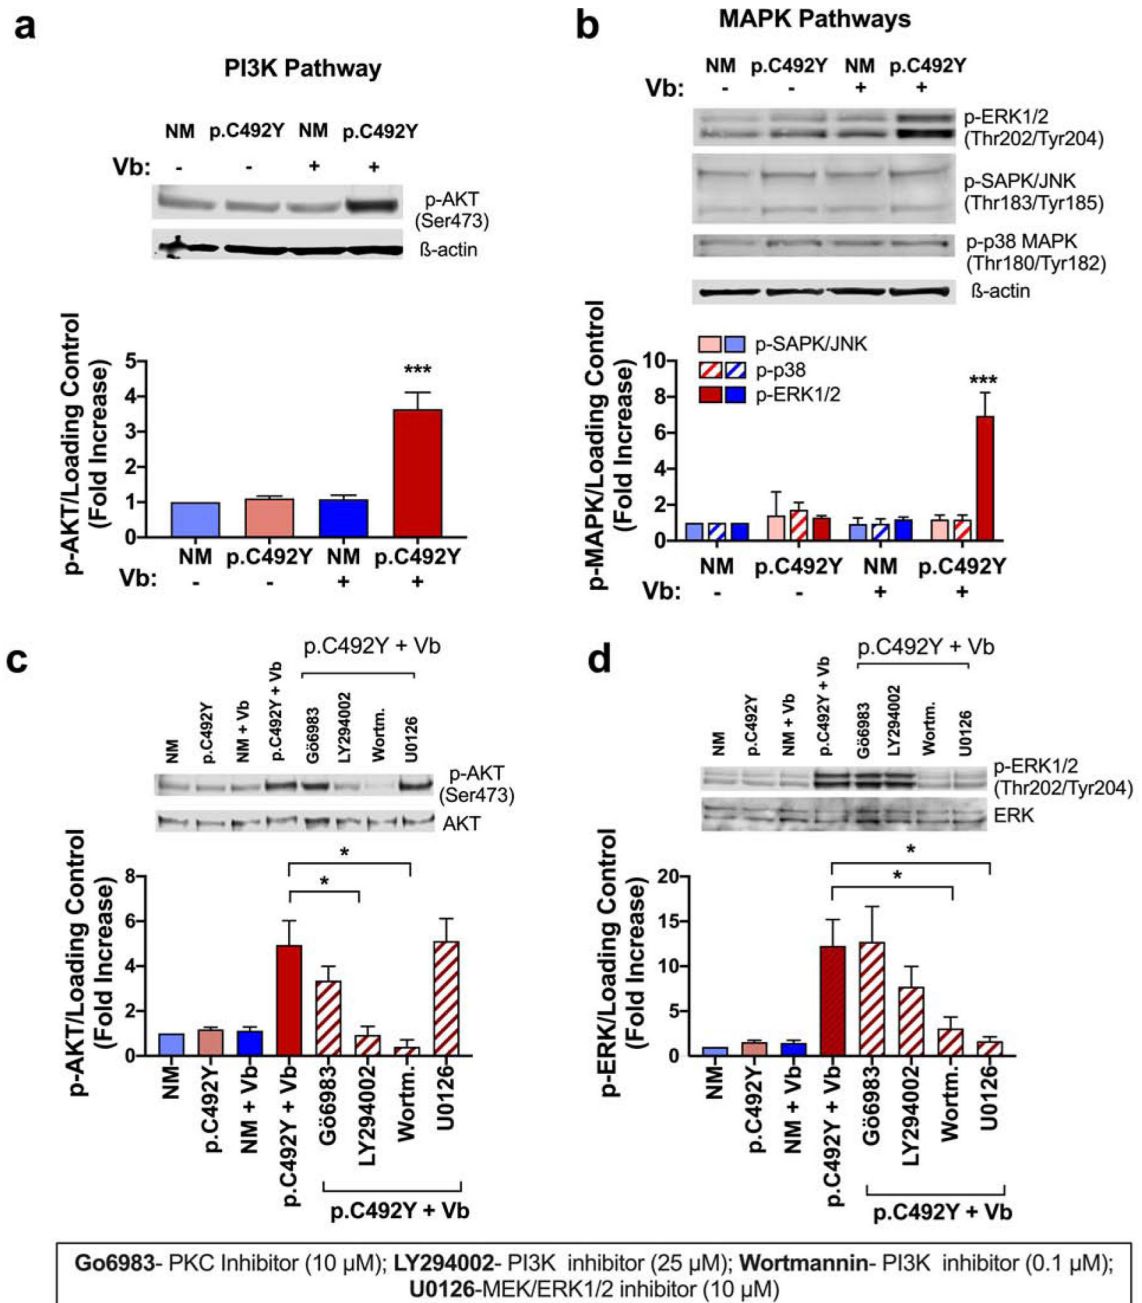 a
PI3K Pathway
NM p.C492Y NM p.C492Y
Vb: - - + +
p-AKT
(Ser473)
ß-actin
p-AKT/Loading Control
(Fold Increase)
5
4
3
2
1
0
***
NM p.C492Y NM p.C492Y
Vb: - - + +
b
MAPK Pathways
NM p.C492Y NM p.C492Y
Vb: - - + +
p-ERK1/2
(Thr202/Tyr204)
p-SAPK/JNK
(Thr183/Tyr185)
p-p38 MAPK
(Thr180/Tyr182)
ß-actin
p-MAPK/Loading Control
(Fold Increase)
10
8
6
4
2
0
p-SAPK/JNK
p-p38
p-ERK1/2
***
NM p.C492Y NM p.C492Y
Vb: - - + +
c
p.C492Y + Vb
NM
p.C492Y
NM + Vb
p.C492Y + Vb
Gö6983
LY294002
Wortm.
U0126
p-AKT
(Ser473)
AKT
p-AKT/Loading Control
(Fold Increase)
8
6
4
2
0
*
*
NM
p.C492Y
NM + Vb
p.C492Y + Vb
Gö6983
LY294002
Wortm.
U0126
p.C492Y + Vb
d
p.C492Y + Vb
NM
p.C492Y
NM + Vb
p.C492Y + Vb
Gö6983
LY294002
Wortm.
U0126
p-ERK1/2
(Thr202/Tyr204)
ERK
p-ERK/Loading Control
(Fold Increase)
20
15
10
5
0
*
*
NM
p.C492Y
NM + Vb
p.C492Y + Vb
Gö6983
LY294002
Wortm.
U0126
p.C492Y + Vb
Go6983- PKC Inhibitor (10 µM); LY294002- PI3K inhibitor (25 µM); Wortmannin- PI3K inhibitor (0.1 µM);
U0126-MEK/ERK1/2 inhibitor (10 µM)